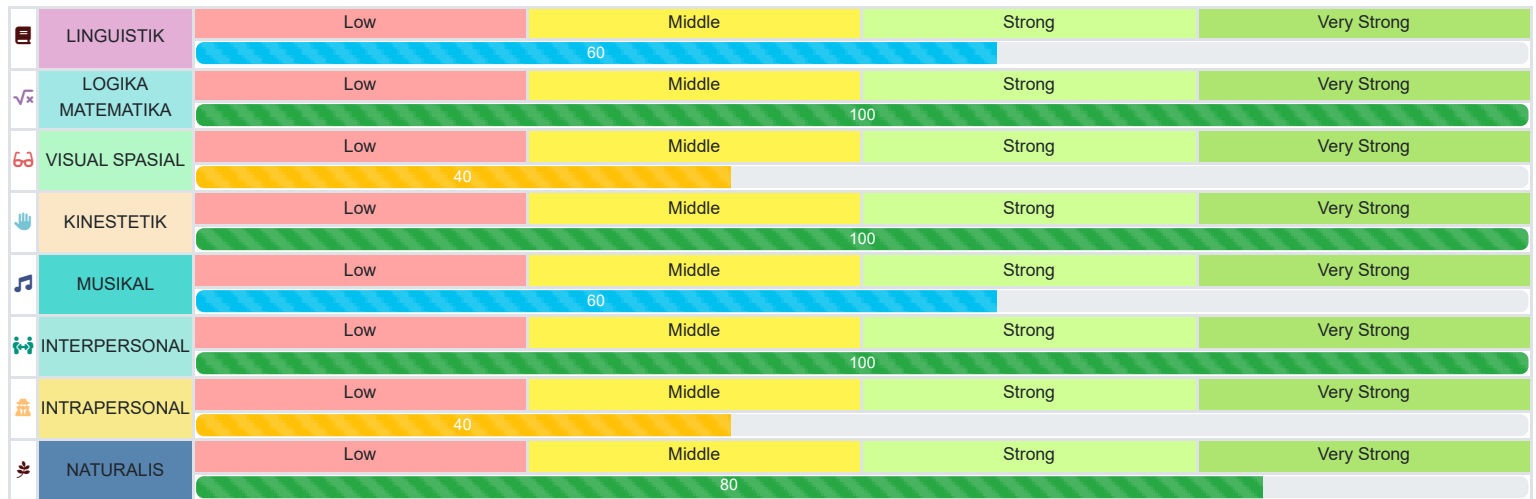 LINGUISTIK
Low Middle Strong Very Strong
60
LOGIKA
MATEMATIKA
Low Middle Strong Very Strong
100
VISUAL SPASIAL
Low Middle Strong Very Strong
40
KINESTETIK
Low Middle Strong Very Strong
100
MUSIKAL
Low Middle Strong Very Strong
60
INTERPERSONAL
Low Middle Strong Very Strong
100
INTRAPERSONAL
Low Middle Strong Very Strong
40
NATURALIS
Low Middle Strong Very Strong
80